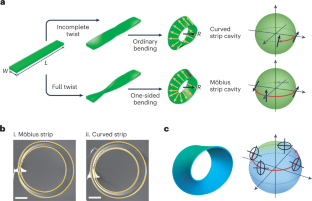 a
Incomplete
twist
Ordinary
bending
R
Curved
strip cavity
W
L
Full twist
One-sided
bending
R
Möbius
strip cavity
b
i. Möbius strip
ii. Curved strip
c